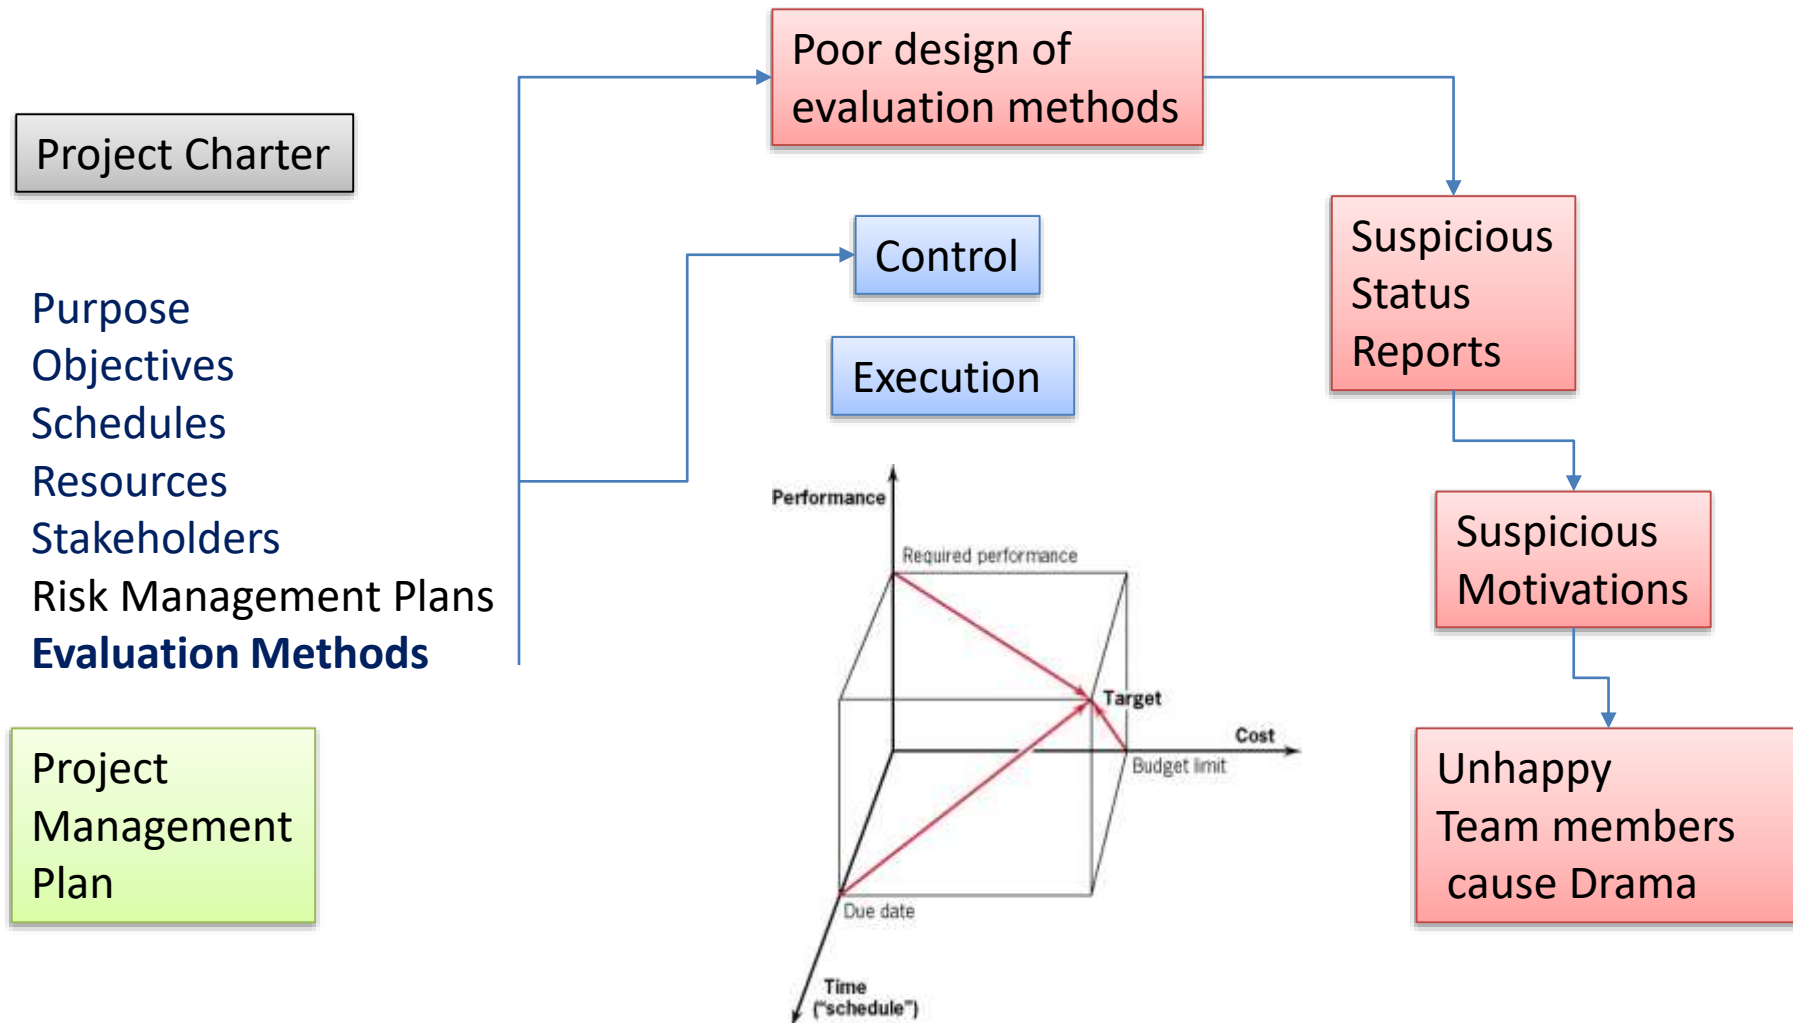 Project Charter
Purpose
Objectives
Schedules
Resources
Stakeholders
Risk Management Plans
Evaluation Methods
Project
Management
Plan
Poor design of
evaluation methods
Control
Execution
Performance
Required performance
Target
Cost
Budget limit
Due date
Time
("schedule")
Suspicious
Status
Reports
Suspicious
Motivations
Unhappy
Team members
cause Drama